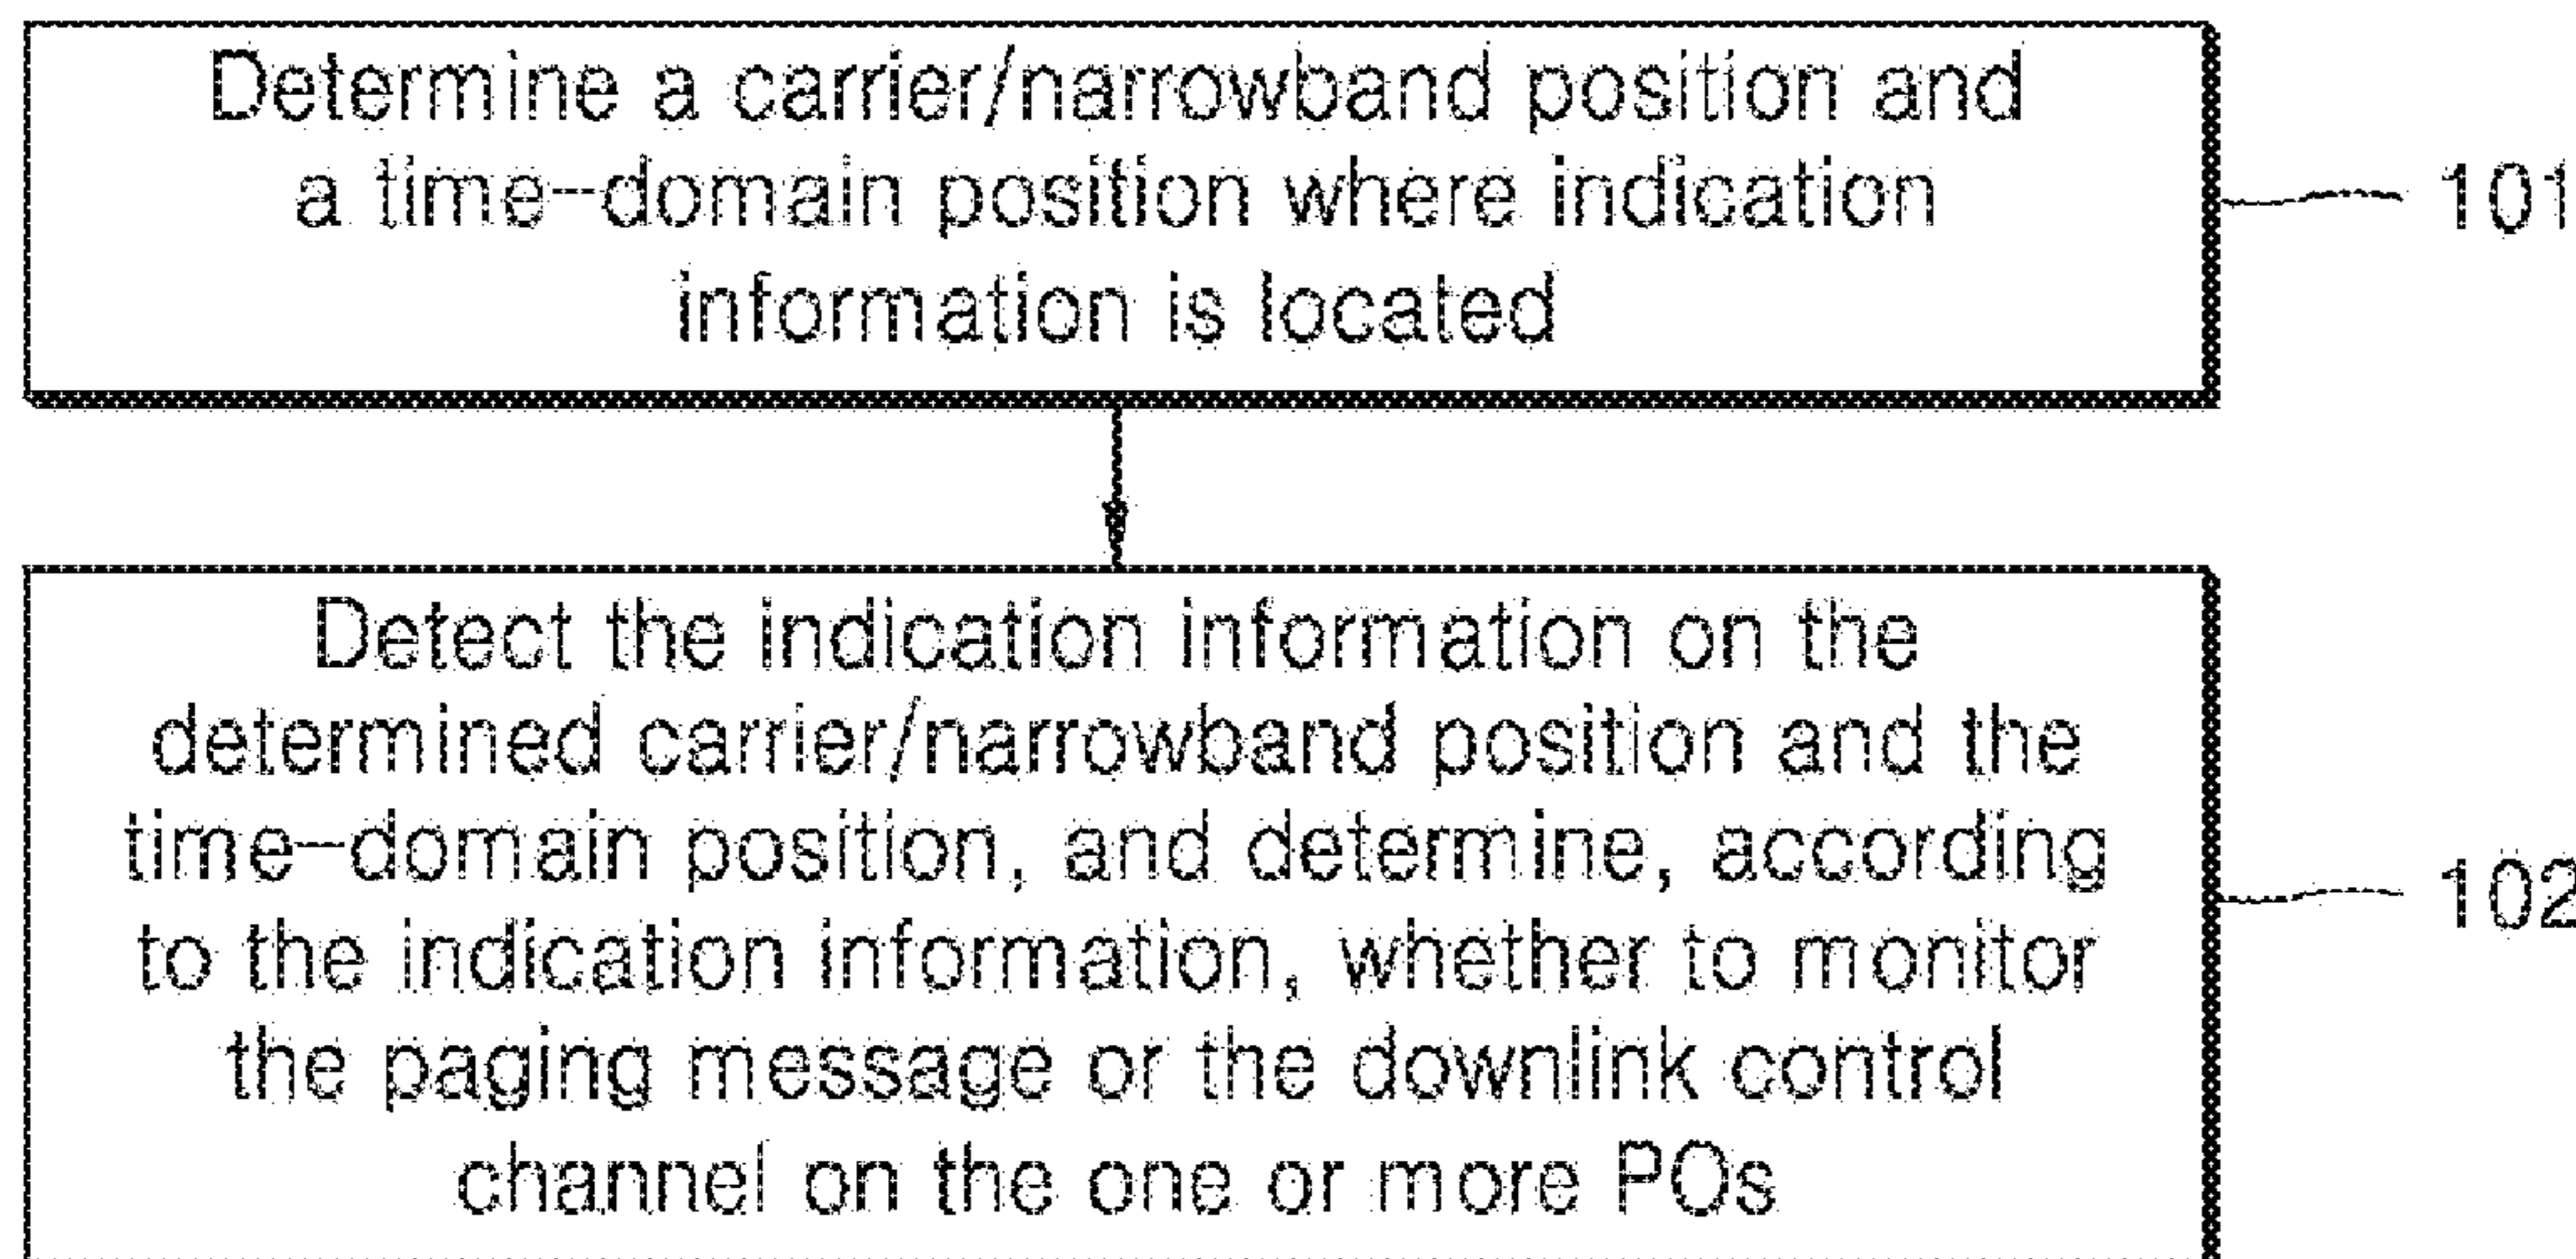 Determine a carrier/narrowband position and
a time-domain position where indication
information is located
101
Detect the indication information on the
determined carrier/narrowband position and the
time-domain position, and determine, according
to the indication information, whether to monitor
the paging message or the downlink control
channel on the one or more POs
102